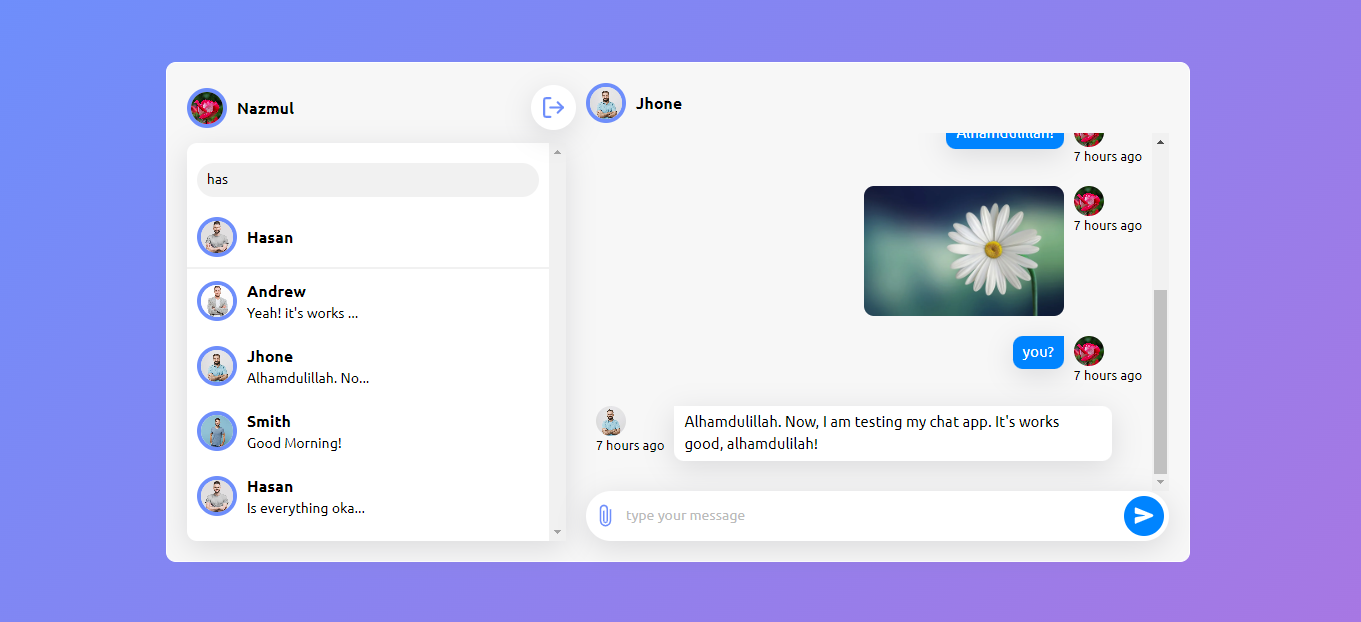 Nazmul
has
Hasan
Andrew
Yeah! it's works ...
Jhone
Alhamdulillah. No...
Smith
Good Morning!
Hasan
Is everything oka...
Jhone
Alhamdulillah!
7 hours ago
7 hours ago
you?
7 hours ago
Alhamdulillah. Now, I am testing my chat app. It's works
good, alhamdulilah!
7 hours ago
type your message